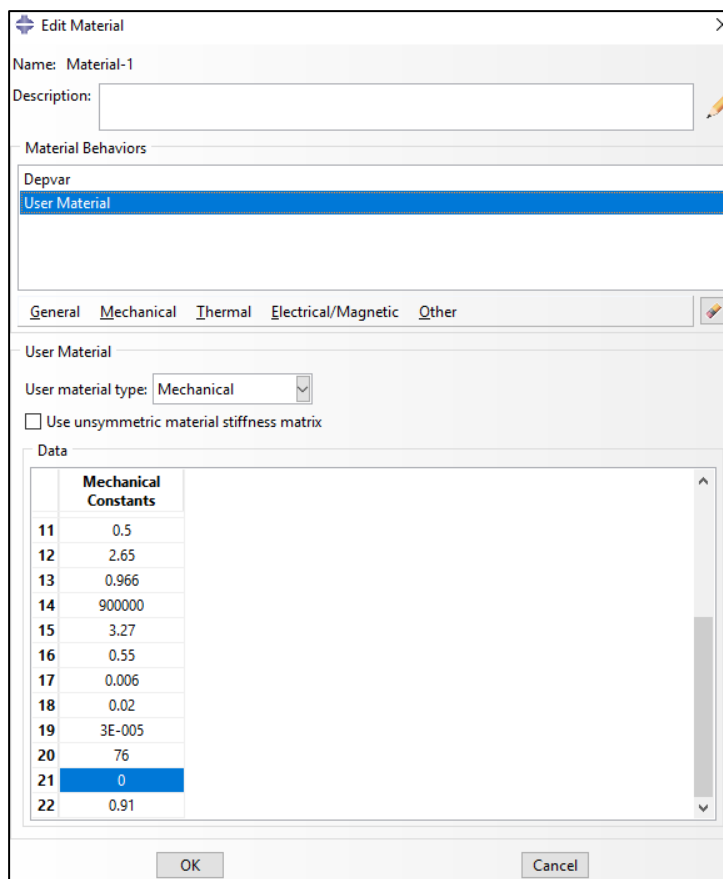 Edit Material
Name: Material-1
Description:
Material Behaviors
Depvar
User Material
General Mechanical Thermal Electrical/Magnetic Other
User Material
User material type: Mechanical
Use unsymmetric material stiffness matrix
Data
Mechanical
Constants
11 0.5
12 2.65
13 0.966
14 900000
15 3.27
16 0.55
17 0.006
18 0.02
19 3E-005
20 76
21 0
22 0.91
OK Cancel